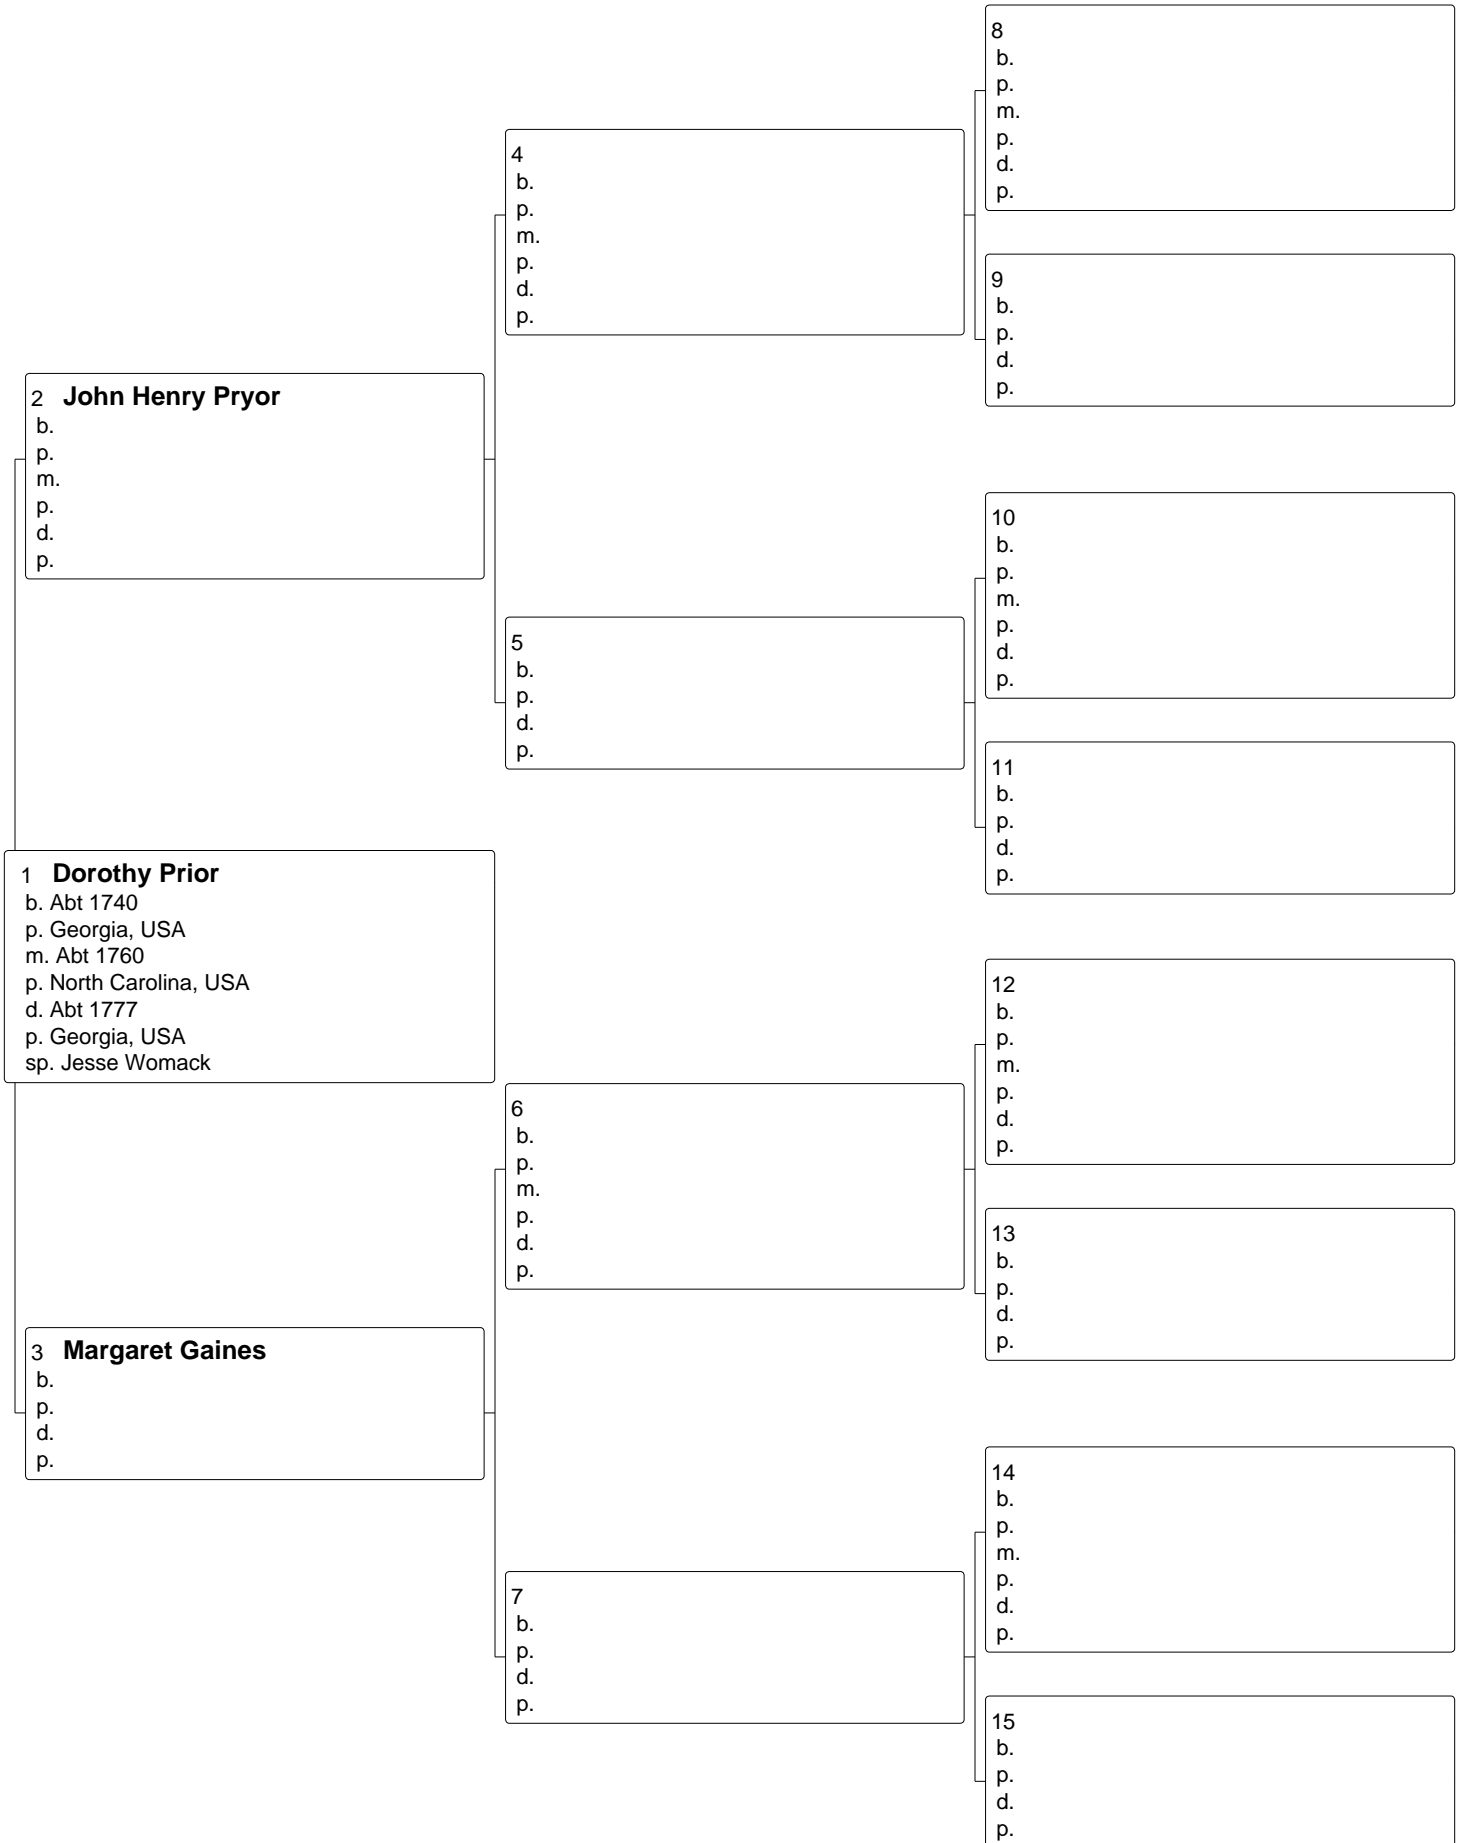 8
b.
p.
m.
p.
d.
p.
4
b.
p.
m.
p.
d.
p.
9
b.
p.
d.
p.
2 John Henry Pryor
b.
p.
m.
p.
d.
p.
10
b.
p.
m.
p.
d.
p.
5
b.
p.
d.
p.
11
b.
p.
d.
p.
1 Dorothy Prior
b. Abt 1740
p. Georgia, USA
m. Abt 1760
p. North Carolina, USA
d. Abt 1777
p. Georgia, USA
sp. Jesse Womack
12
b.
p.
m.
p.
d.
p.
6
b.
p.
m.
p.
d.
p.
13
b.
p.
d.
p.
3 Margaret Gaines
b.
p.
d.
p.
14
b.
p.
m.
p.
d.
p.
7
b.
p.
d.
p.
15
b.
p.
d.
p.